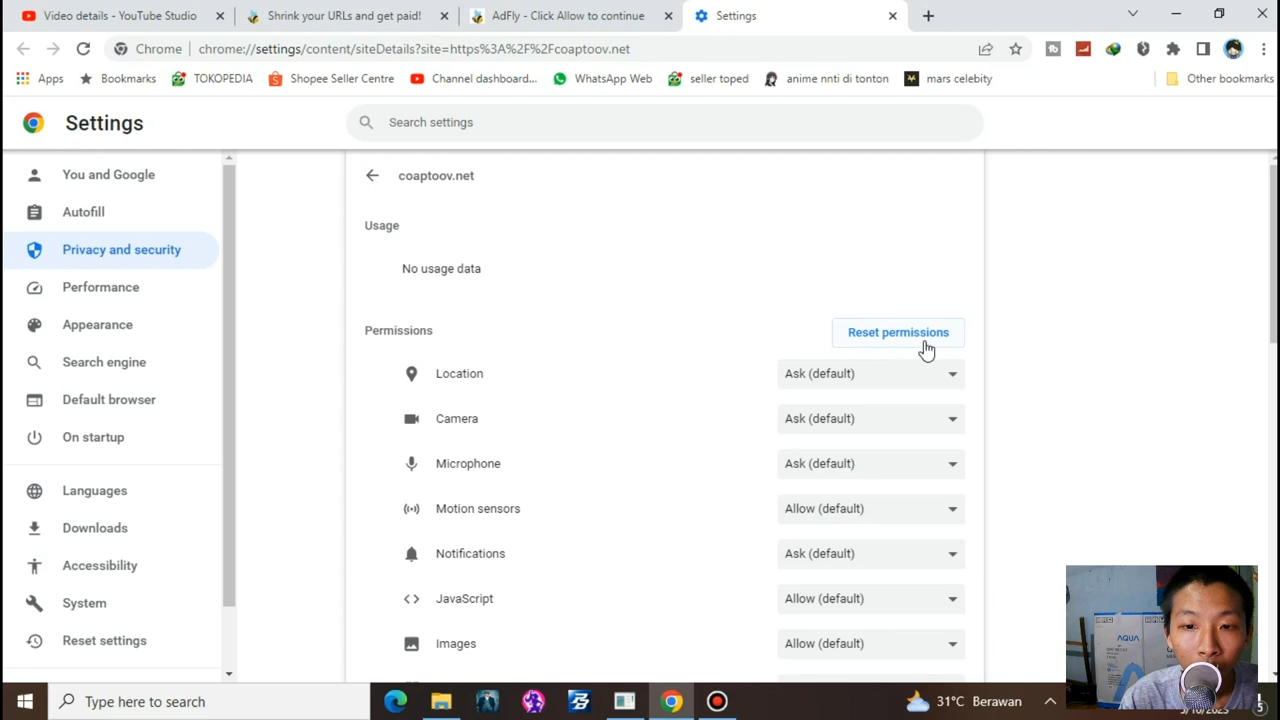 Video details - YouTube Studio
Shrink your URLs and get paid!
AdFly - Click Allow to continue
Settings
Chrome
chrome://settings/content/siteDetails?site=https%3A%2F%2Fcoaptoov.net
Apps
Bookmarks
TOKOPEDIA
Shopee Seller Centre
Channel dashboard...
WhatsApp Web
seller toped
anime nnti di tonton
mars celebity
Other bookmarks
Settings
Search settings
You and Google
Autofill
Privacy and security
Performance
Appearance
Search engine
Default browser
On startup
Languages
Downloads
Accessibility
System
Reset settings
coaptoov.net
Usage
No usage data
Permissions
Reset permissions
Location
Ask (default)
Camera
Ask (default)
Microphone
Ask (default)
Motion sensors
Allow (default)
Notifications
Ask (default)
JavaScript
Allow (default)
Images
Allow (default)
AQUA
Type here to search
31°C Berawan
5